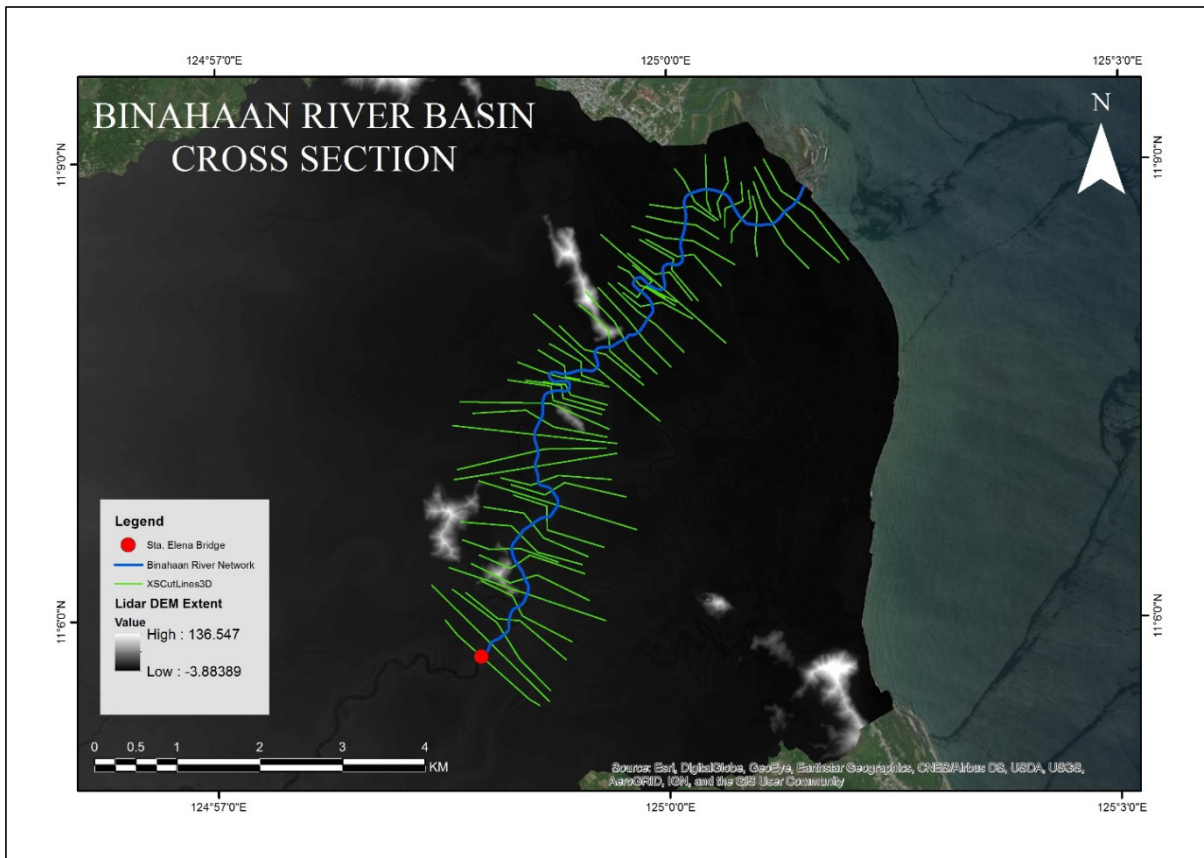 124°57'0"E 125°0'0"E 125°3'0"E
BINAHAAN RIVER BASIN
CROSS SECTION
N
11°9'0"N 11°9'0"N
Legend
Sta. Elena Bridge
Binahaan River Network
XSCutLines3D
Lidar DEM Extent
Value
High : 136.547
Low : -3.88389
11°6'0"N 11°6'0"N
0 0.5 1 2 3 4
KM
Source: Esri, DigitalGlobe, GeoEye, Earthstar Geographics, CNES/Airbus DS, USDA, USGS,
AeroGRID, IGN, and the GIS User Community
124°57'0"E 125°0'0"E 125°3'0"E